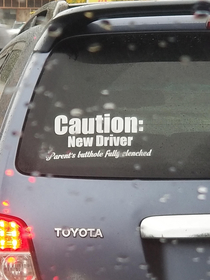 Caution:
New Driver
Parent's butthole fully clenched
TOYOTA